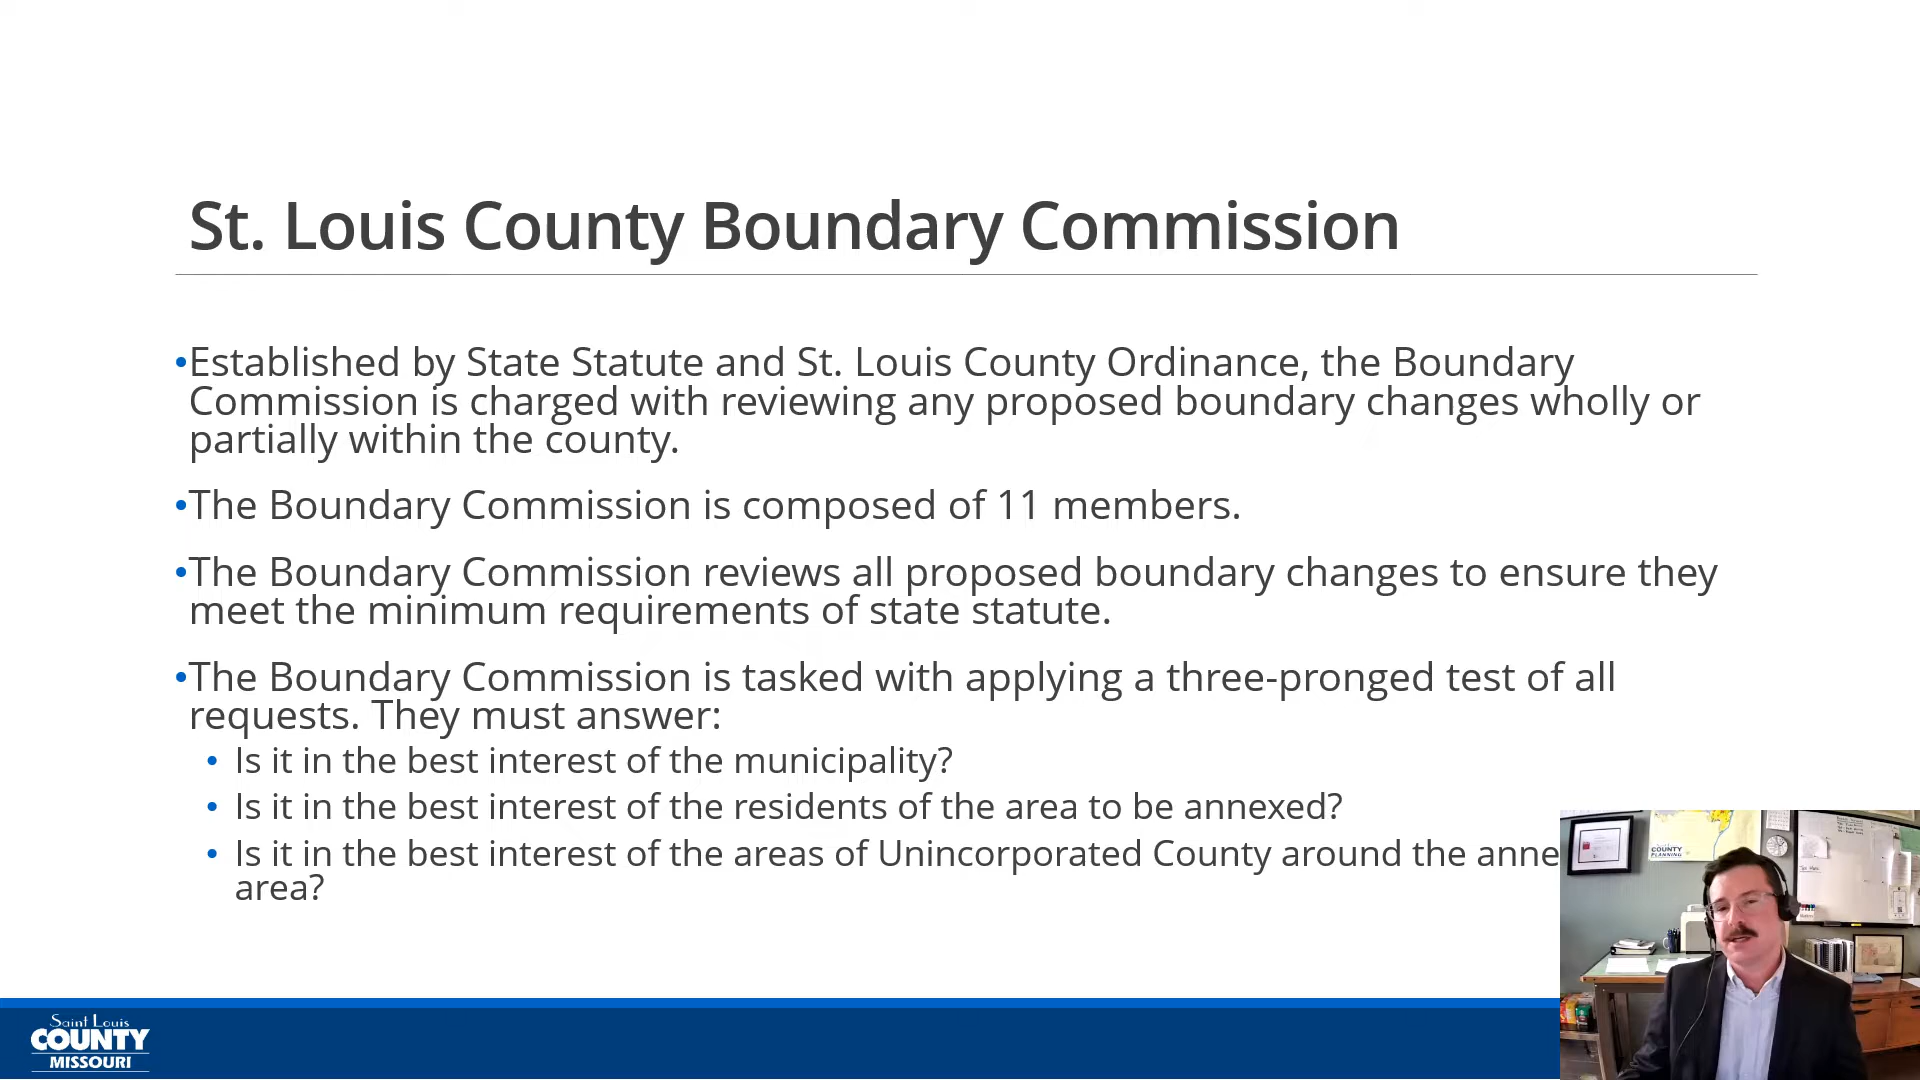 St. Louis County Boundary Commission
•Established by State Statute and St. Louis County Ordinance, the Boundary
Commission is charged with reviewing any proposed boundary changes wholly or
partially within the county.
•The Boundary Commission is composed of 11 members.
•The Boundary Commission reviews all proposed boundary changes to ensure they
meet the minimum requirements of state statute.
•The Boundary Commission is tasked with applying a three-pronged test of all
requests. They must answer:
• Is it in the best interest of the municipality?
• Is it in the best interest of the residents of the area to be annexed?
• Is it in the best interest of the areas of Unincorporated County around the anne
area?
COUNTY
PLANNING
Saint Louis
COUNTY
MISSOURI